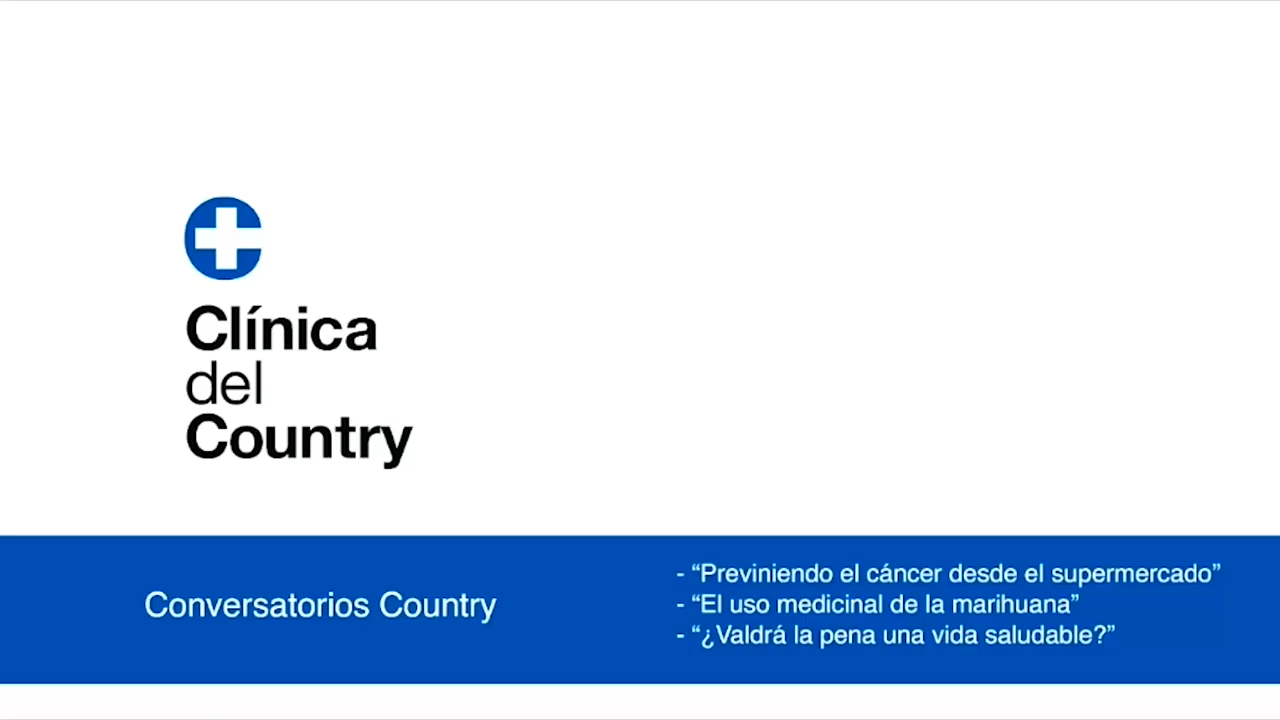 Clínica
del
Country
Conversatorios Country
- “Previniendo el cáncer desde el supermercado”
- “El uso medicinal de la marihuana”
- “¿Valdrá la pena una vida saludable?”